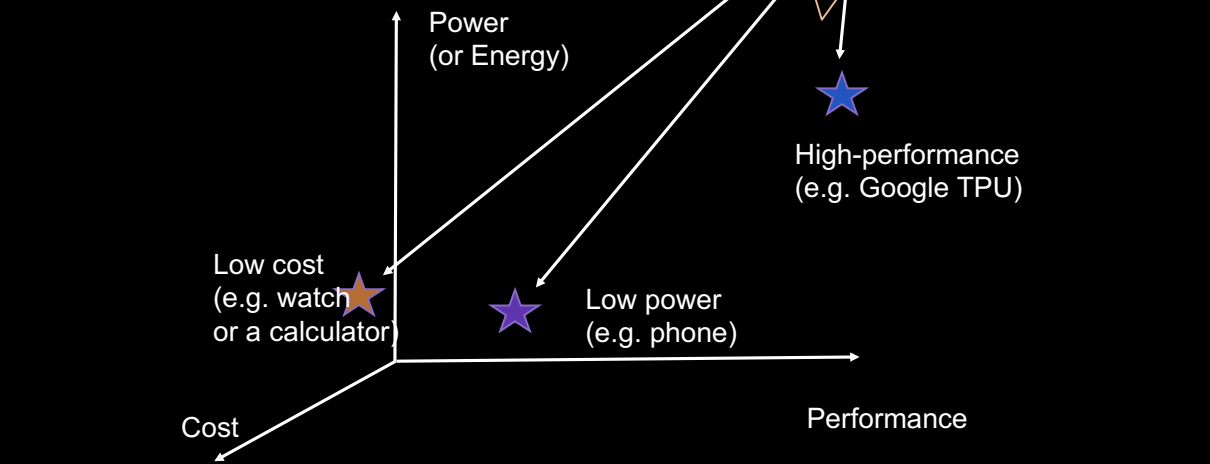 Power
(or Energy)
High-performance
(e.g. Google TPU)
Low cost
(e.g. watch
or a calculator)
Low power
(e.g. phone)
Performance
Cost